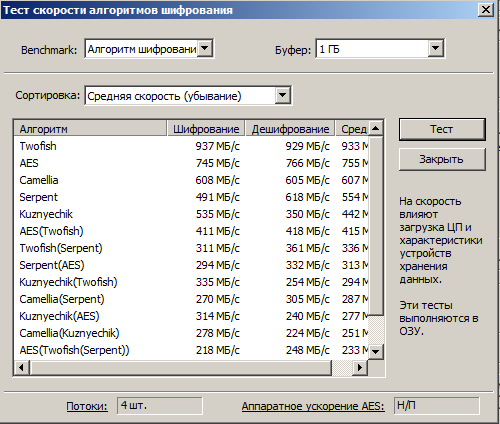 Тест скорости алгоритмов шифрования
Benchmark: Алгоритм шифровани Буфер: 1 ГБ
Сортировка: Средняя скорость (убывание)
Алгоритм Шифрование Дешифрование Сред
Twofish 937 МБ/с 929 МБ/с 933 М
AES 745 МБ/с 766 МБ/с 755 М
Camellia 608 МБ/с 605 МБ/с 607 М
Serpent 491 МБ/с 618 МБ/с 554 М
Kuznyechik 535 МБ/с 350 МБ/с 442 М
AES(Twofish) 411 МБ/с 418 МБ/с 415 М
Twofish(Serpent) 311 МБ/с 361 МБ/с 336 М
Serpent(AES) 294 МБ/с 332 МБ/с 313 М
Kuznyechik(Twofish) 335 МБ/с 254 МБ/с 294 М
Camellia(Serpent) 270 МБ/с 305 МБ/с 287 М
Kuznyechik(AES) 314 МБ/с 240 МБ/с 277 М
Camellia(Kuznyechik) 278 МБ/с 224 МБ/с 251 М
AES(Twofish(Serpent)) 218 МБ/с 248 МБ/с 233 М
Тест
Закрыть
На скорость
влияют
загрузка ЦП и
характеристики
устройств
хранения
данных.
Эти тесты
выполняются в
ОЗУ.
Потоки: 4 шт. Аппаратное ускорение AES: Н/П